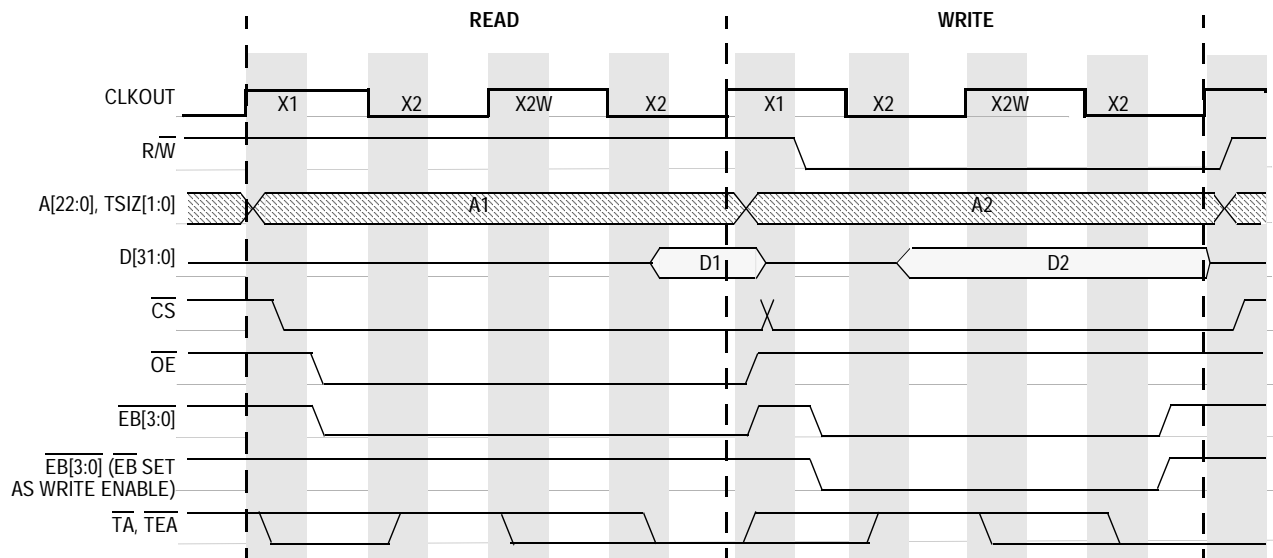 READ WRITE
CLKOUT X1 X2 X2W X2 X1 X2 X2W X2
R/W
A[22:0], TSIZ[1:0] A1 A2
D[31:0] D1 D2
CS
OE
EB[3:0]
EB[3:0] (EB SET
AS WRITE ENABLE)
TA, TEA